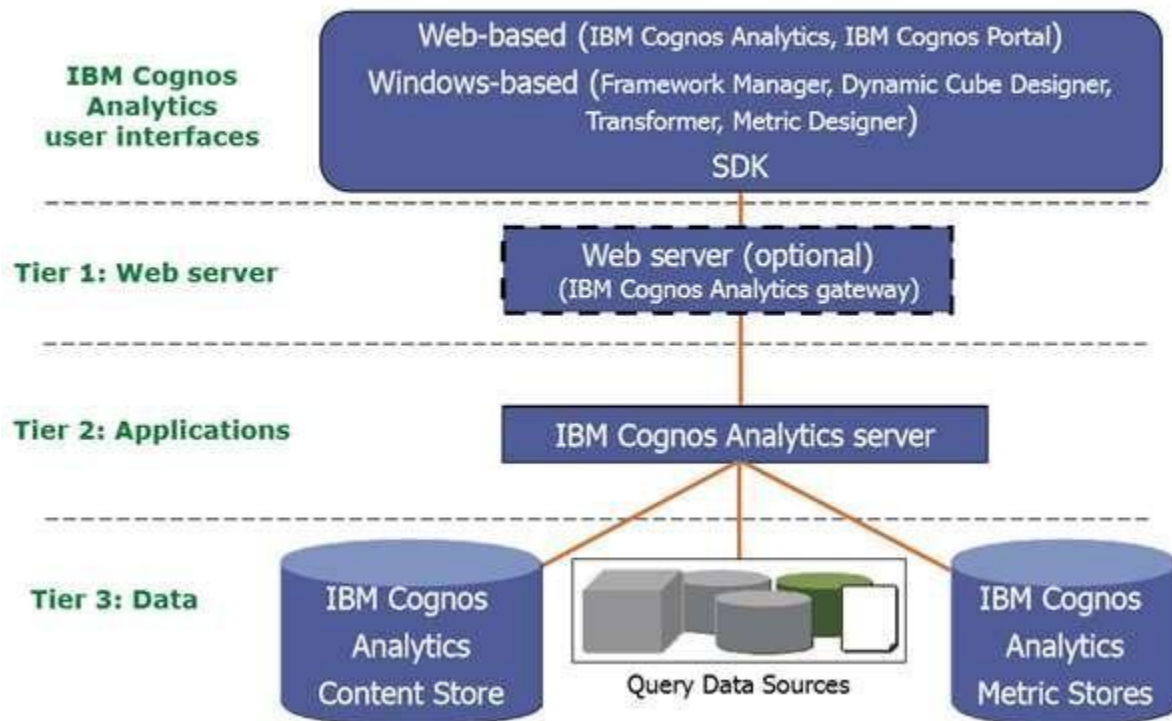 IBM Cognos
Analytics
user interfaces
Web-based (IBM Cognos Analytics, IBM Cognos Portal)
Windows-based (Framework Manager, Dynamic Cube Designer,
Transformer, Metric Designer)
SDK
Tier 1: Web server
Web server (optional)
(IBM Cognos Analytics gateway)
Tier 2: Applications
IBM Cognos Analytics server
Tier 3: Data
IBM Cognos
Analytics
Content Store
Query Data Sources
IBM Cognos
Analytics
Metric Stores